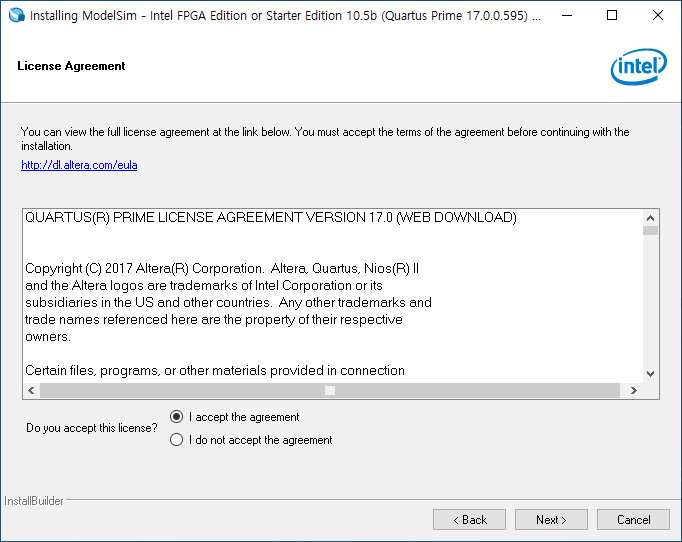 Installing ModelSim - Intel FPGA Edition or Starter Edition 10.5b (Quartus Prime 17.0.0.595) ...
License Agreement
intel
You can view the full license agreement at the link below. You must accept the terms of the agreement before continuing with the
installation.
http://dl.altera.com/eula
QUARTUS(R) PRIME LICENSE AGREEMENT VERSION 17.0 (WEB DOWNLOAD)
Copyright (C) 2017 Altera(R) Corporation.  Altera, Quartus, Nios(R) II
and the Altera logos are trademarks of Intel Corporation or its
subsidiaries in the US and other countries.  Any other trademarks and
trade names referenced here are the property of their respective
owners.
Certain files, programs, or other materials provided in connection
Do you accept this license?
I accept the agreement
I do not accept the agreement
InstallBuilder
< Back
Next >
Cancel